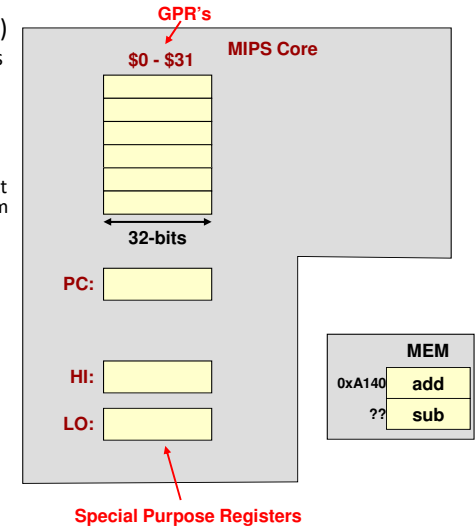 GPR's
)
MIPS Core
s
$0 - $31
t
m
32-bits
PC:
MEM
HI:
0xA140 add
?? sub
LO:
Special Purpose Registers